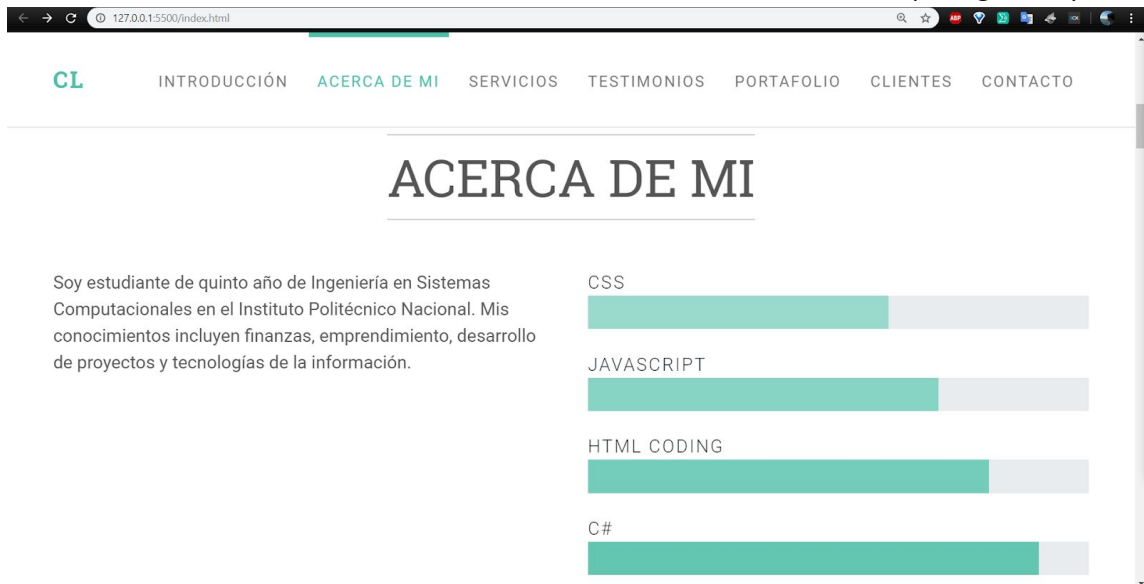 127.0.0.1:5500/index.html
ABP
CL INTRODUCCIÓN ACERCA DE MI SERVICIOS TESTIMONIOS PORTAFOLIO CLIENTES CONTACTO
ACERCA DE MI
Soy estudiante de quinto año de Ingeniería en Sistemas
Computacionales en el Instituto Politécnico Nacional. Mis
conocimientos incluyen finanzas, emprendimiento, desarrollo
de proyectos y tecnologías de la información.
CSS
JAVASCRIPT
HTML CODING
C#